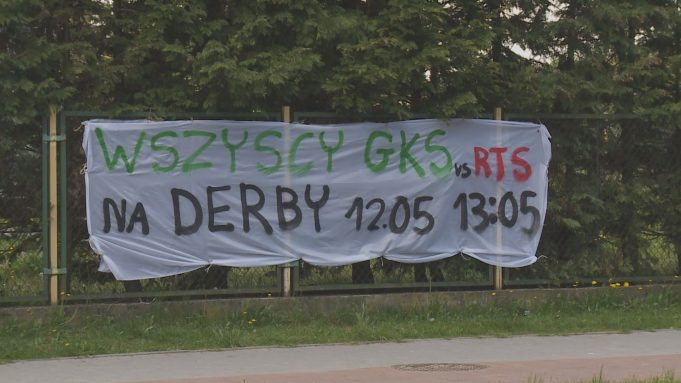 WSZYSCY GKS vs RTS
NA DERBY 12.05 13:05